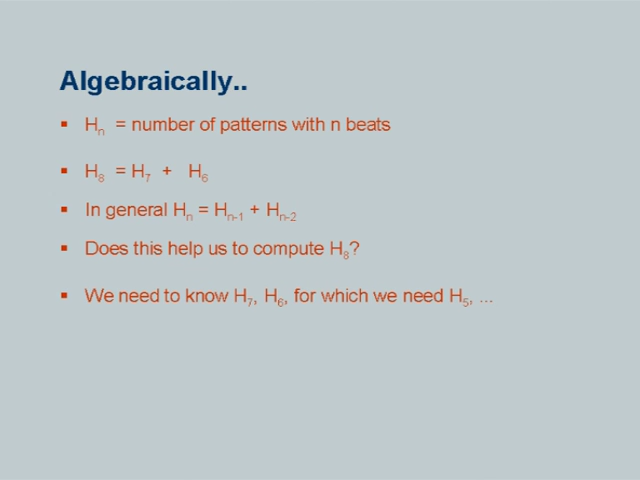 Algebraically..
▪ Hn = number of patterns with n beats
▪ H8 = H7 + H6
▪ In general Hn = Hn-1 + Hn-2
▪ Does this help us to compute H8?
▪ We need to know H7, H6, for which we need H5, ...